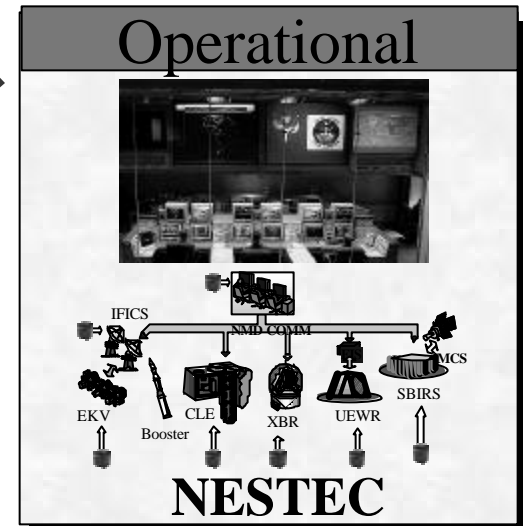 Operational
IFICS
NMD COMM
MCS
EKV
Booster
CLE
XBR
UEWR
SBIRS
NESTEC